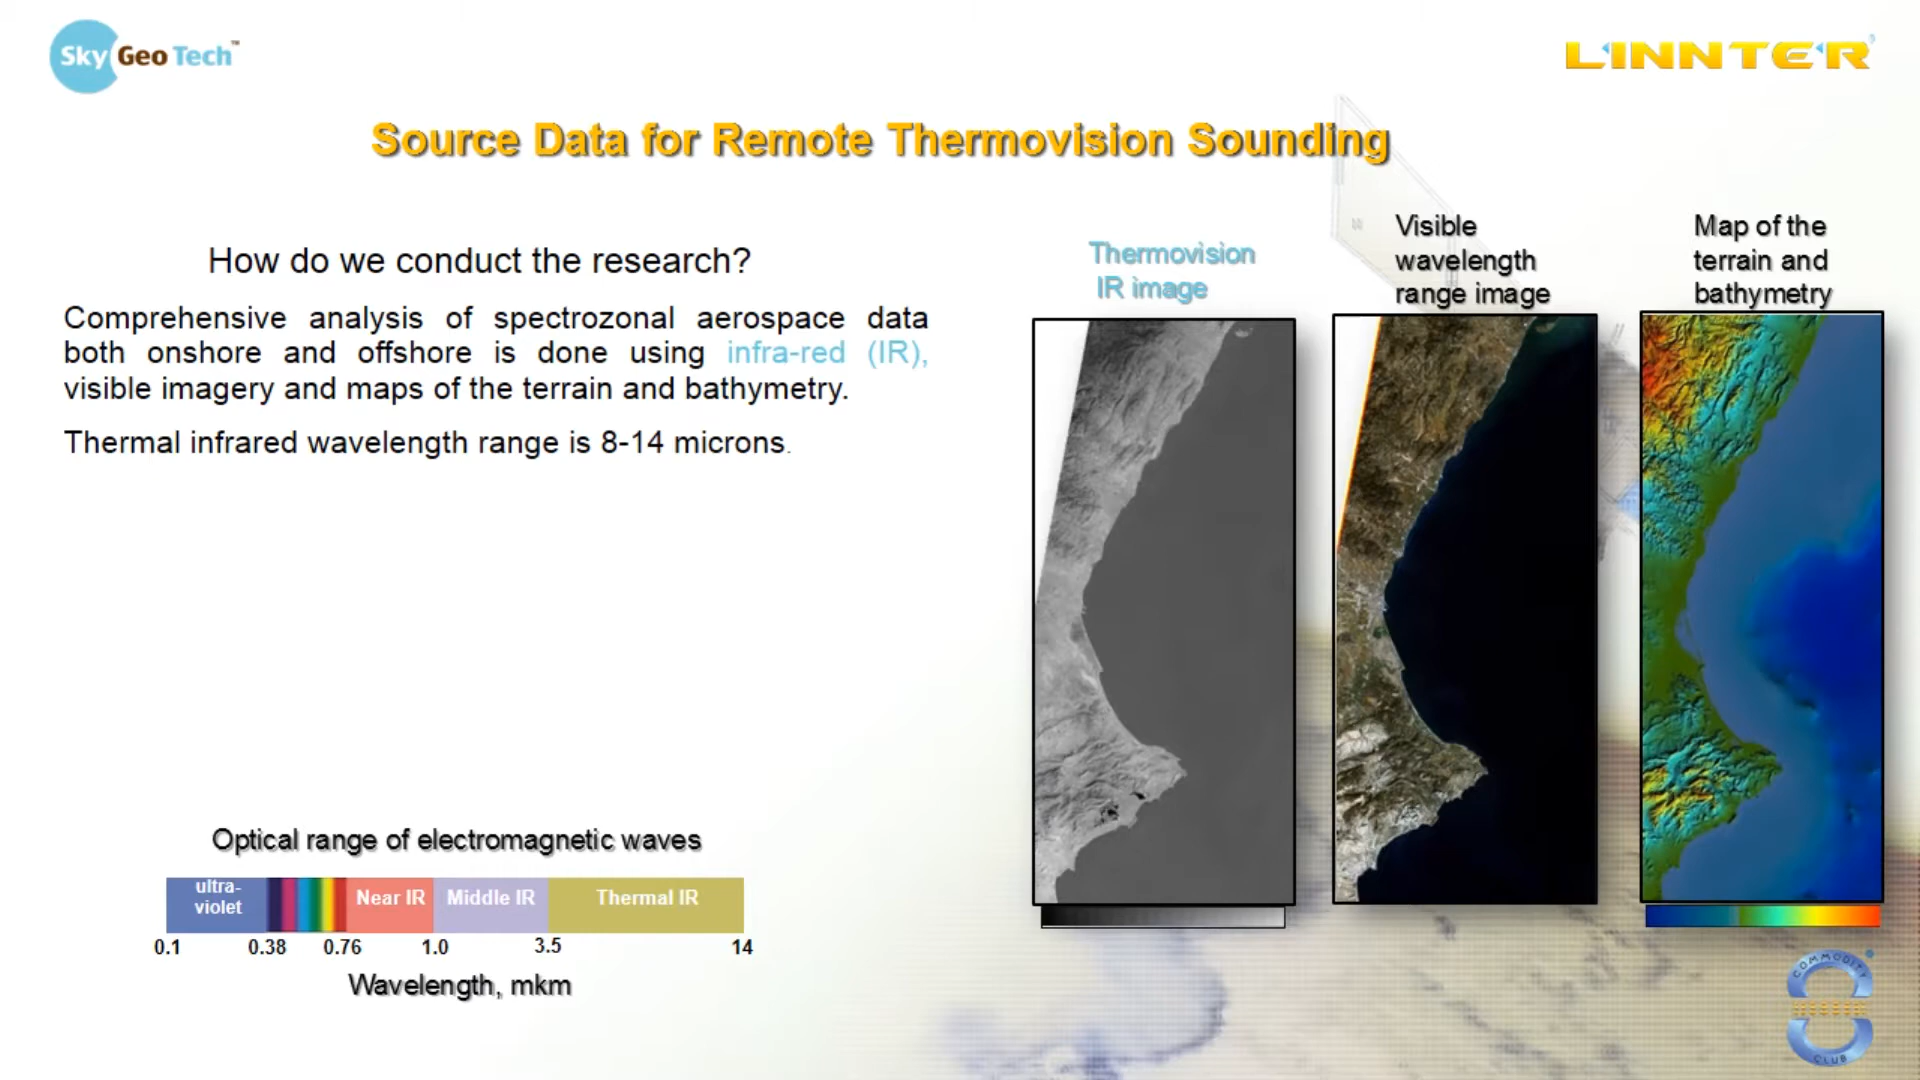 Sky Geo Tech™
LINNTER
Source Data for Remote Thermovision Sounding
How do we conduct the research?
Comprehensive analysis of spectrozonal aerospace data
both onshore and offshore is done using infra-red (IR),
visible imagery and maps of the terrain and bathymetry.
Thermal infrared wavelength range is 8-14 microns.
Thermovision
IR image
Visible
wavelength
range image
Map of the
terrain and
bathymetry
Optical range of electromagnetic waves
ultra-
violet
Near IR
Middle IR
Thermal IR
0.1 0.38 0.76 1.0 3.5 14
Wavelength, mkm
COMMODITY
CLUB